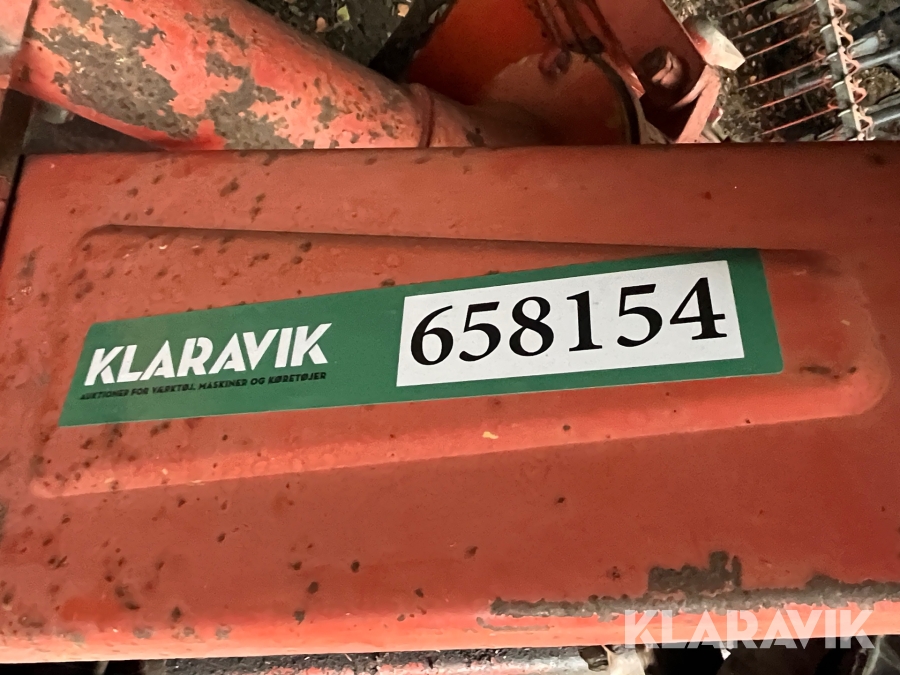 KLARAVIK
AUKTIONER FOR VÆRKTØJ, MASKINER OG KØRETØJER
658154
KLARAVIK